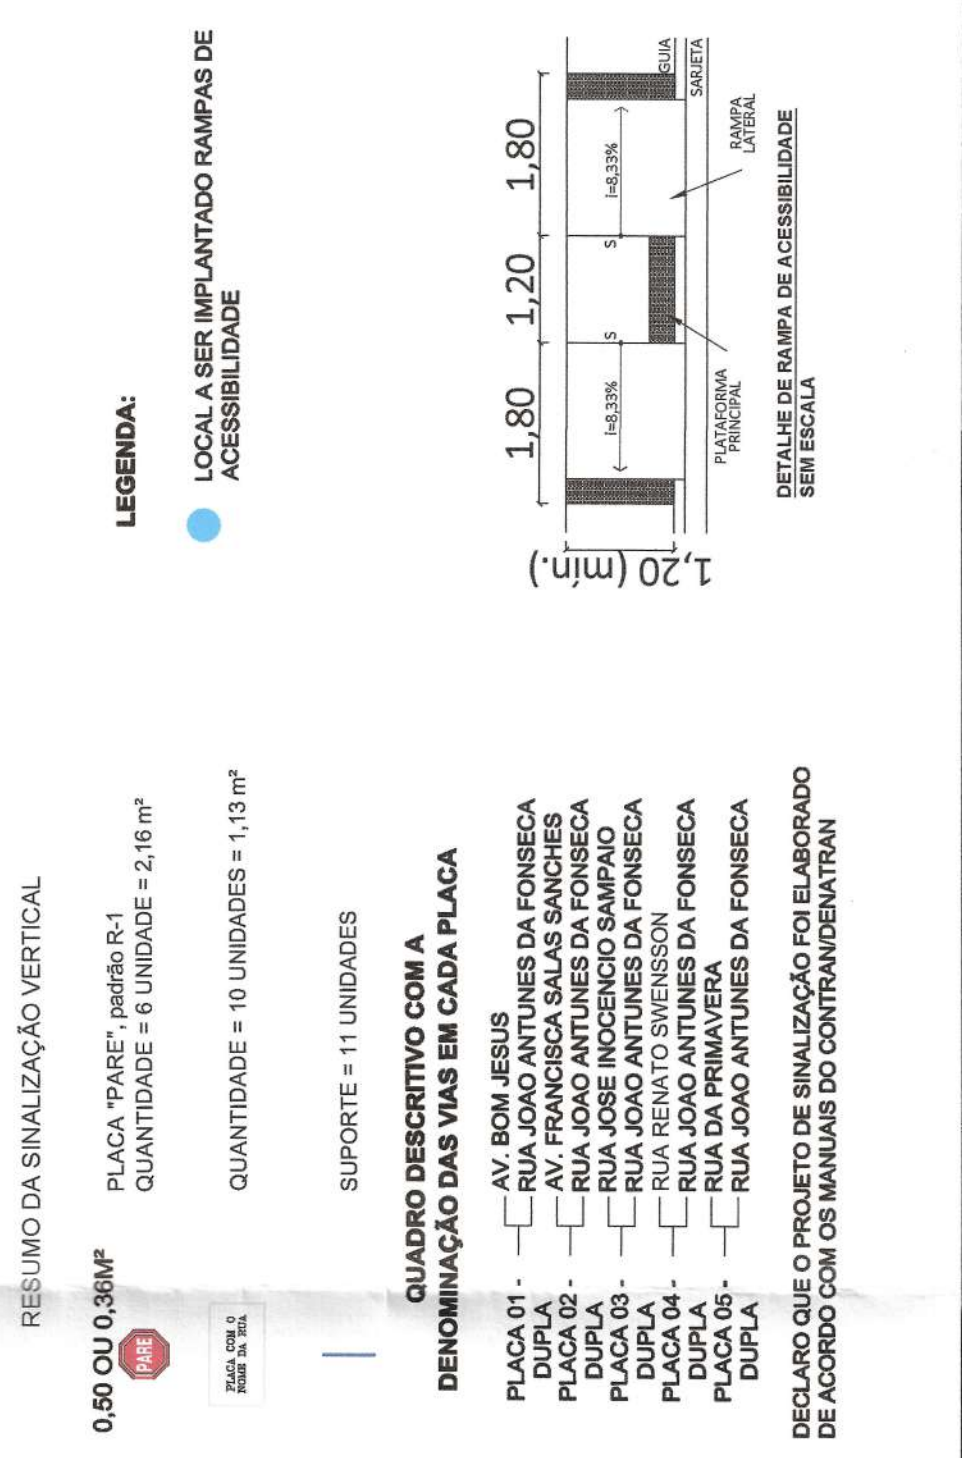 RESUMO DA SINALIZAÇÃO VERTICAL
0,50 OU 0,36M²
PARE
PLACA "PARE", padrão R-1
QUANTIDADE = 6 UNIDADE = 2,16 m²
PLACA COM O
NOME DA RUA
QUANTIDADE = 10 UNIDADES = 1,13 m²
SUPORTE = 11 UNIDADES
QUADRO DESCRITIVO COM A
DENOMINAÇÃO DAS VIAS EM CADA PLACA
PLACA 01 - AV. BOM JESUS
DUPLA RUA JOAO ANTUNES DA FONSECA
PLACA 02 - AV. FRANCISCA SALAS SANCHES
DUPLA RUA JOAO ANTUNES DA FONSECA
PLACA 03 - RUA JOSE INOCENCIO SAMPAIO
DUPLA RUA JOAO ANTUNES DA FONSECA
PLACA 04 - RUA RENATO SWENSSON
DUPLA RUA JOAO ANTUNES DA FONSECA
PLACA 05 - RUA DA PRIMAVERA
DUPLA RUA JOAO ANTUNES DA FONSECA
DECLARO QUE O PROJETO DE SINALIZAÇÃO FOI ELABORADO
DE ACORDO COM OS MANUAIS DO CONTRAN/DENATRAN
LEGENDA:
LOCAL A SER IMPLANTADO RAMPAS DE
ACESSIBILIDADE
1,80 1,20 1,80
1,20 (mín.)
i=8,33%
S
S
i=8,33%
GUIA
SARJETA
PLATAFORMA
PRINCIPAL
RAMPA
LATERAL
DETALHE DE RAMPA DE ACESSIBILIDADE
SEM ESCALA